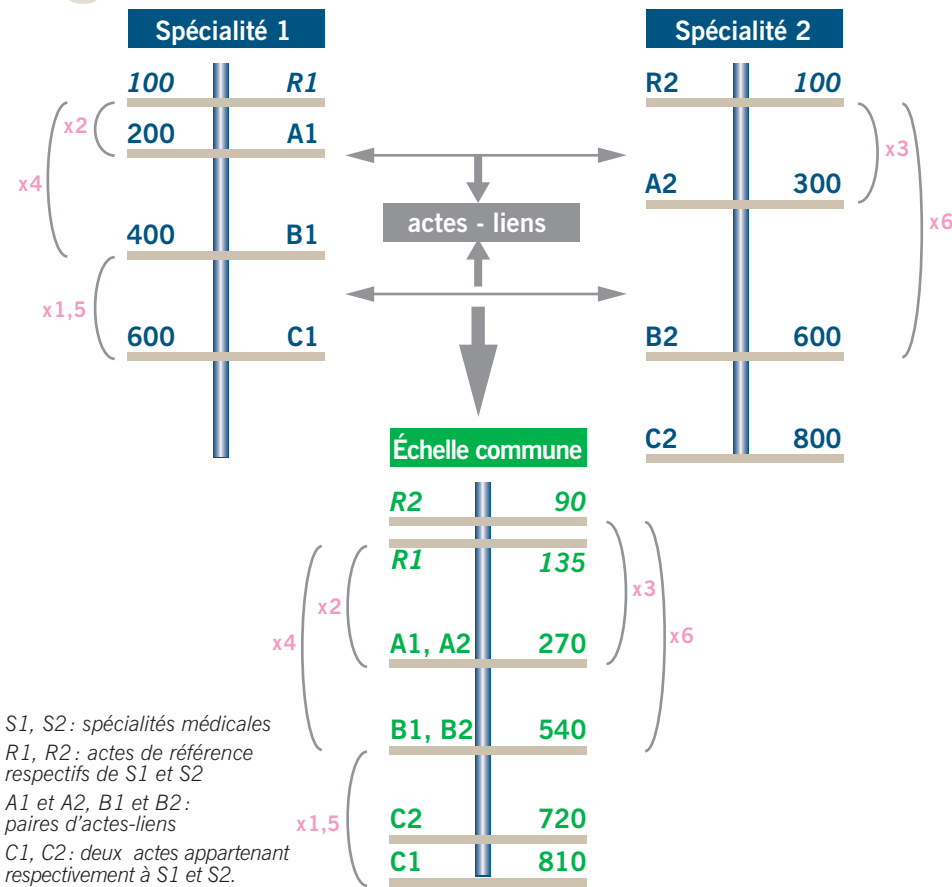 Spécialité 1
Spécialité 2
100 R1
R2 100
x2
200 A1
x3
x4
A2 300
actes - liens
x6
400 B1
x1,5
600 C1
B2 600
C2 800
Échelle commune
R2 90
R1 135
x2
x3
x4
A1, A2 270
x6
B1, B2 540
x1,5
C2 720
C1 810
S1, S2 : spécialités médicales
R1, R2 : actes de référence
respectifs de S1 et S2
A1 et A2, B1 et B2 :
paires d'actes-liens
C1, C2 : deux actes appartenant
respectivement à S1 et S2.